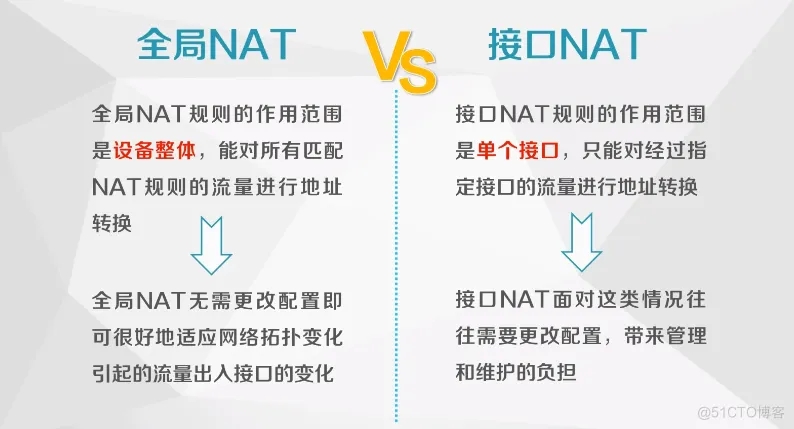 全局NAT
VS
接口NAT
全局NAT规则的作用范围
是设备整体，能对所有匹配
NAT规则的流量进行地址
转换
全局NAT无需更改配置即
可很好地适应网络拓扑变化
引起的流量出入接口的变化
接口NAT规则的作用范围
是单个接口，只能对经过指
定接口的流量进行地址转换
接口NAT面对这类情况往
往需要更改配置，带来管理
和维护的负担
@51CTO博客